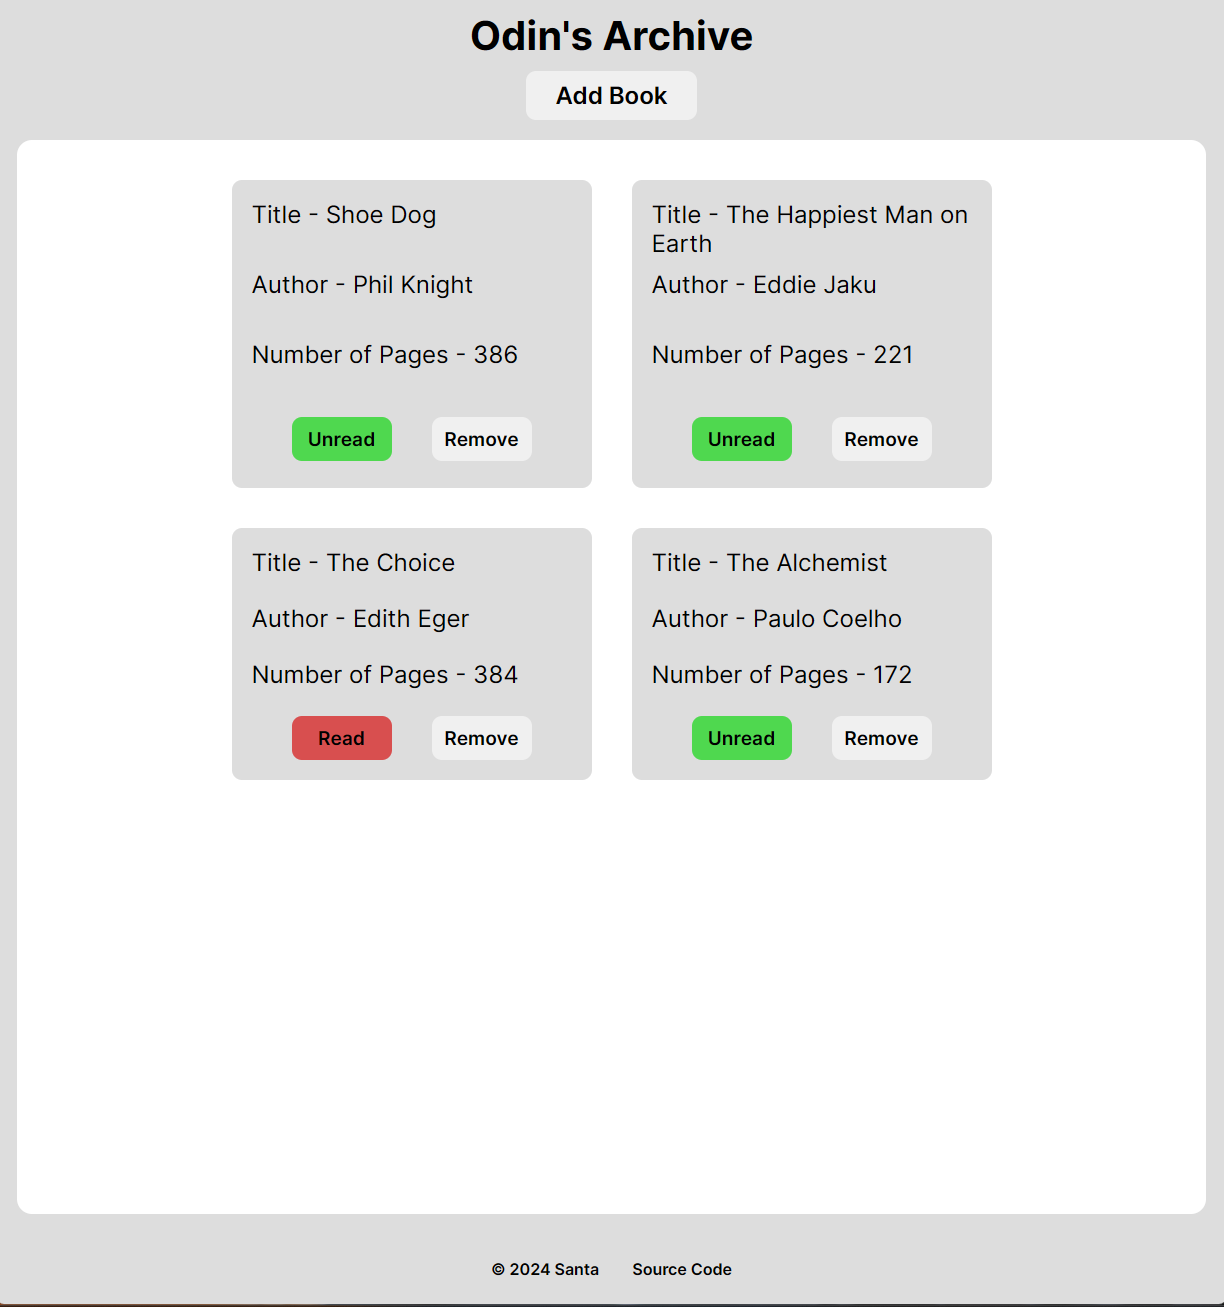 Odin's Archive
Add Book
Title - Shoe Dog
Author - Phil Knight
Number of Pages - 386
Unread Remove
Title - The Happiest Man on
Earth
Author - Eddie Jaku
Number of Pages - 221
Unread Remove
Title - The Choice
Author - Edith Eger
Number of Pages - 384
Read Remove
Title - The Alchemist
Author - Paulo Coelho
Number of Pages - 172
Unread Remove
© 2024 Santa Source Code